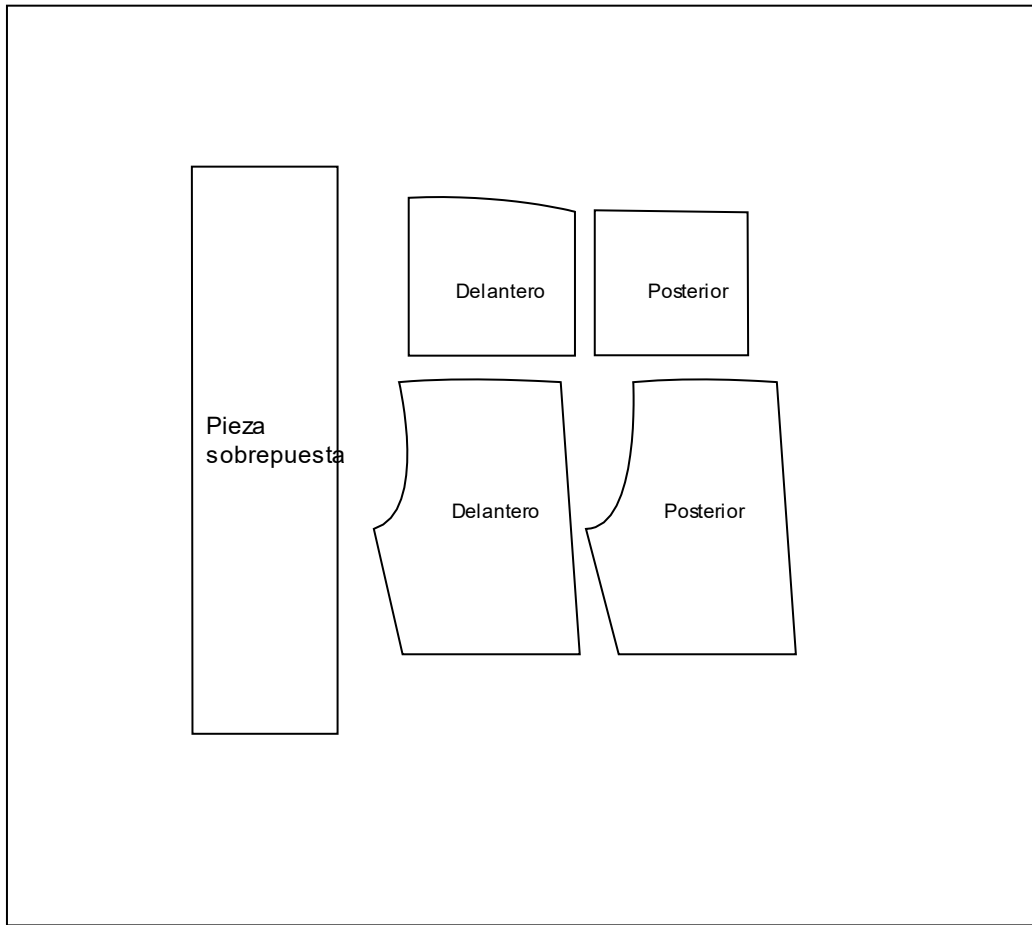 Delantero
Posterior
Pieza
sobrepuesta
Delantero
Posterior